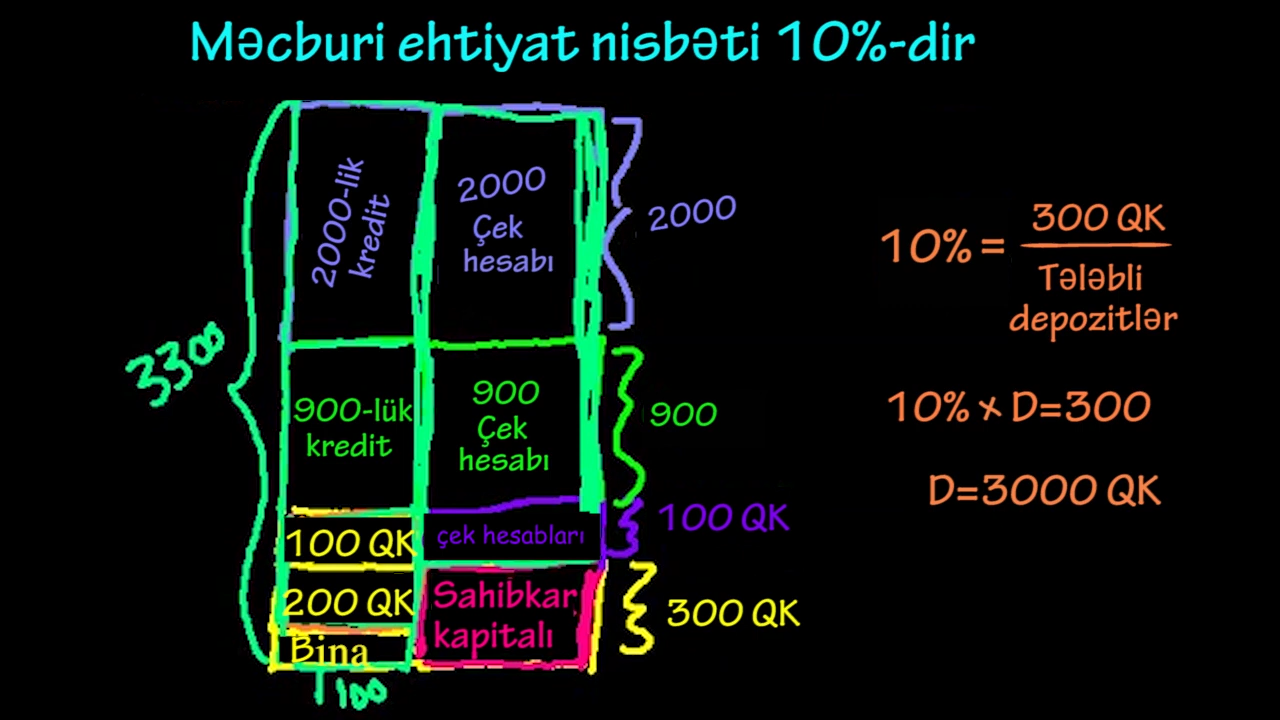 Məcburi ehtiyat nisbəti 10%-dir
2000-lik
kredit
2000
Çek
hesabı
2000
3300
900-lük
kredit
900
Çek
hesabı
900
100 QK
çek hesabları
100 QK
200 QK
Sahibkar
kapitalı
300 QK
Bina
100
10% = 300 QK
Tələbli
depozitlər
10% × D=300
D=3000 QK